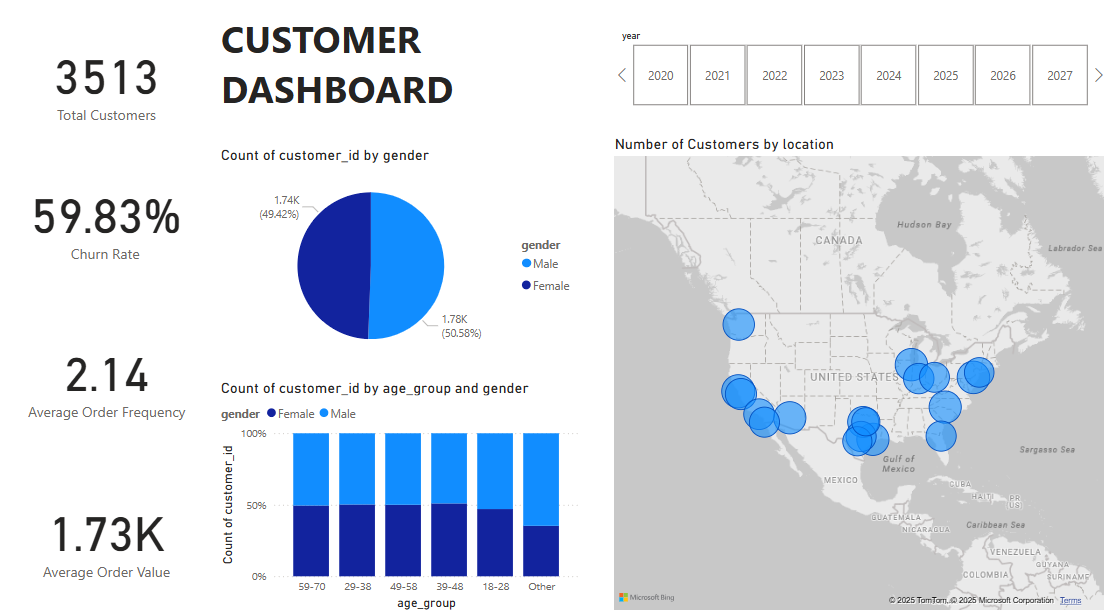 CUSTOMER
DASHBOARD
3513
Total Customers
59.83%
Churn Rate
2.14
Average Order Frequency
1.73K
Average Order Value
Count of customer_id by gender
1.74K
(49.42%)
1.78K
(50.58%)
gender
Male
Female
Count of customer_id by age_group and gender
gender Female Male
Count of customer_id
100%
50%
0%
59-70 29-38 49-58 39-48 18-28 Other
age_group
year
2020 2021 2022 2023 2024 2025 2026 2027
Number of Customers by location
Hudson Bay
CANADA
Labrador Sea
UNITED STATES
Sargasso Sea
Gulf of
Mexico
MEXICO
CUBA
HAITI
PR
US
GUATEMALA
Caribbean Sea
NICARAGUA
VENEZUELA
GUYANA
COLOMBIA
SURINAME
Microsoft Bing
© 2025 TomTom, © 2025 Microsoft Corporation Terms